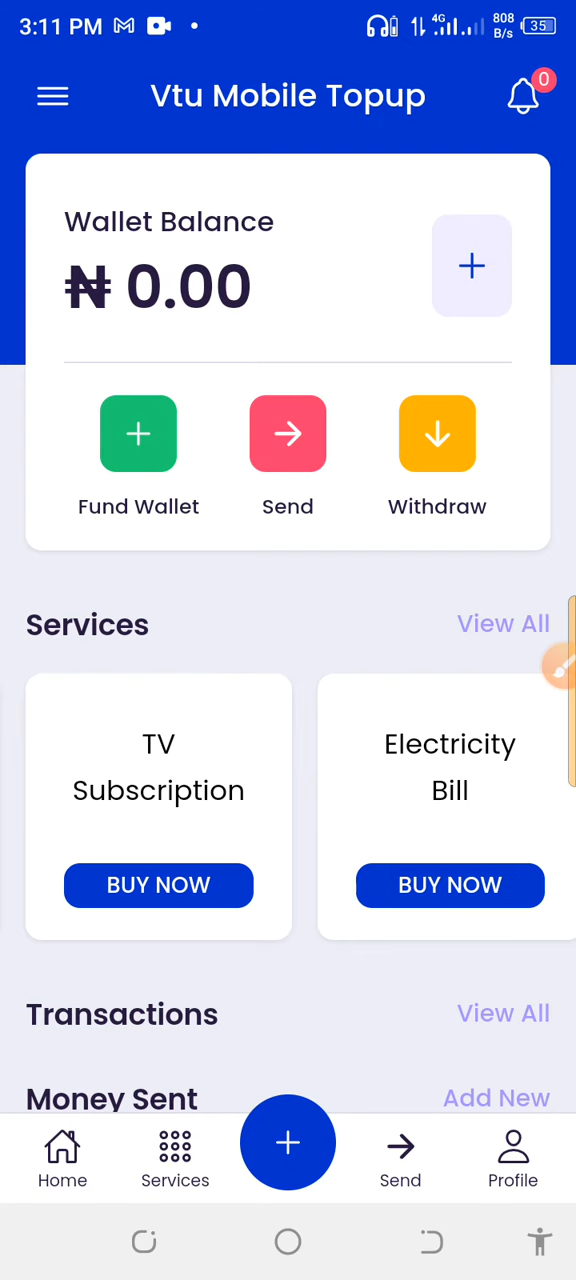 3:11 PM
4G
808
B/s
35
Vtu Mobile Topup
0
Wallet Balance
₦ 0.00
Fund Wallet Send Withdraw
Services View All
TV
Subscription
BUY NOW
Electricity
Bill
BUY NOW
Transactions View All
Money Sent Add New
Home Services Send Profile